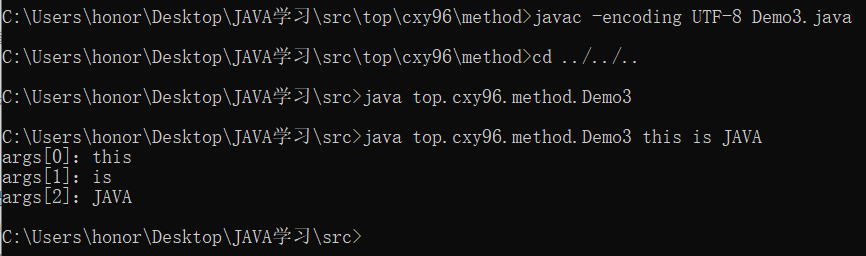 C:\Users\honor\Desktop\JAVA学习\src\top\cxy96\method>javac -encoding UTF-8 Demo3.java
C:\Users\honor\Desktop\JAVA学习\src\top\cxy96\method>cd ../../..
C:\Users\honor\Desktop\JAVA学习\src>java top.cxy96.method.Demo3
C:\Users\honor\Desktop\JAVA学习\src>java top.cxy96.method.Demo3 this is JAVA
args[0]: this
args[1]: is
args[2]: JAVA
C:\Users\honor\Desktop\JAVA学习\src>